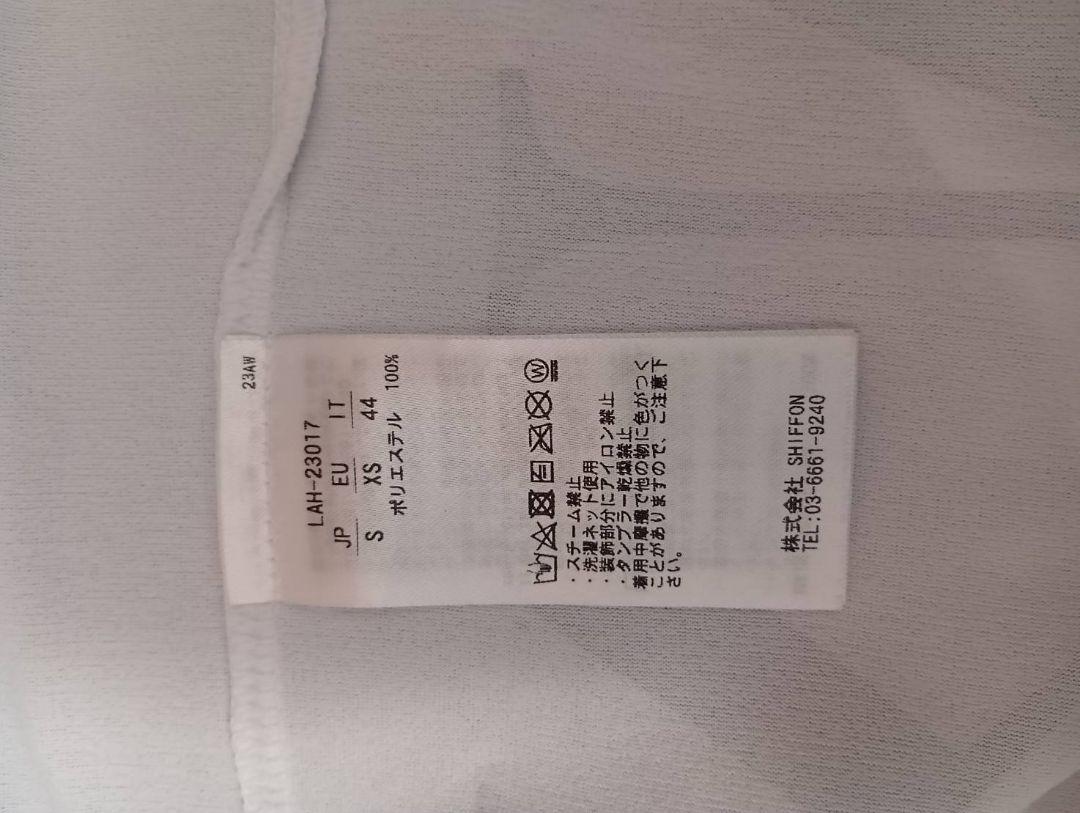 23AW
LAH-23017
JP EU IT
S XS 44
ポリエステル 100%
W
・スチーム禁止
・洗濯ネット使用
・装飾部分にアイロン禁止
・タンブラー乾燥禁止
着用中摩擦で他の物に色がつく
ことがありますので、ご注意下
さい。
株式会社 SHIFFON
TEL:03-6661-9240